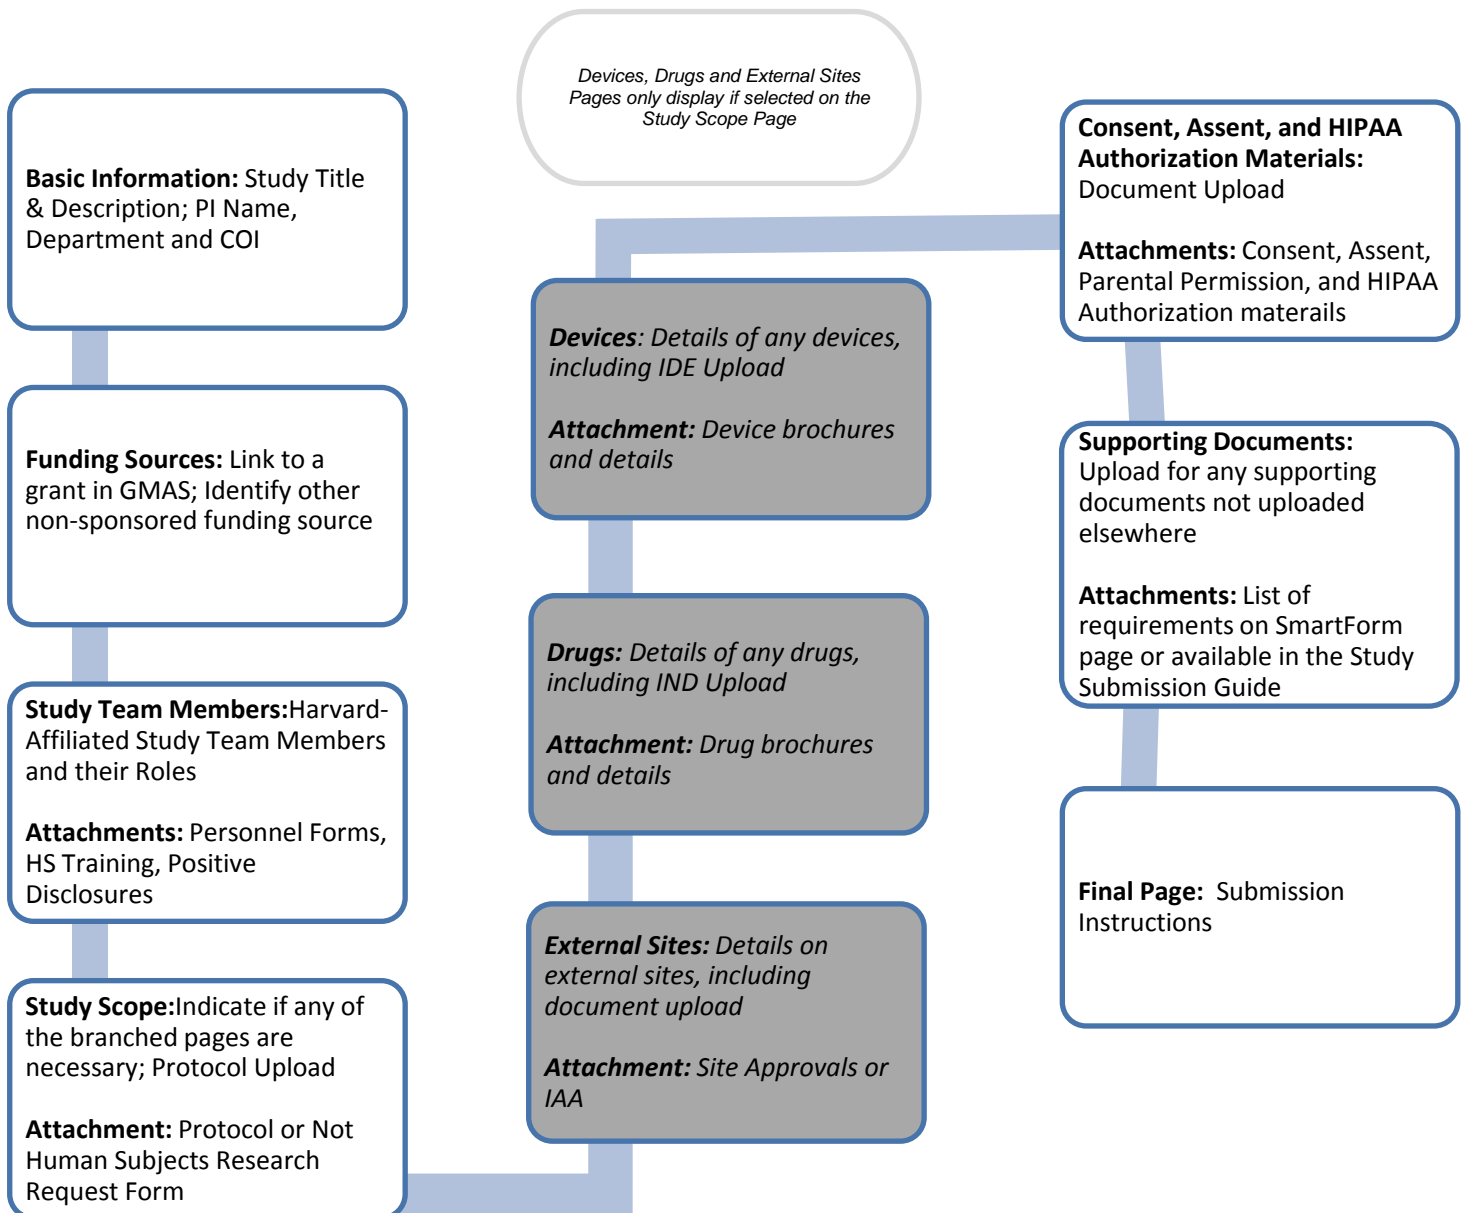 Devices, Drugs and External Sites
Pages only display if selected on the
Study Scope Page
Basic Information: Study Title
& Description; PI Name,
Department and COI
Funding Sources: Link to a
grant in GMAS; Identify other
non-sponsored funding source
Study Team Members:Harvard-
Affiliated Study Team Members
and their Roles
Attachments: Personnel Forms,
HS Training, Positive
Disclosures
Study Scope:Indicate if any of
the branched pages are
necessary; Protocol Upload
Attachment: Protocol or Not
Human Subjects Research
Request Form
Devices: Details of any devices,
including IDE Upload
Attachment: Device brochures
and details
Drugs: Details of any drugs,
including IND Upload
Attachment: Drug brochures
and details
External Sites: Details on
external sites, including
document upload
Attachment: Site Approvals or
IAA
Consent, Assent, and HIPAA
Authorization Materials:
Document Upload
Attachments: Consent, Assent,
Parental Permission, and HIPAA
Authorization materails
Supporting Documents:
Upload for any supporting
documents not uploaded
elsewhere
Attachments: List of
requirements on SmartForm
page or available in the Study
Submission Guide
Final Page:  Submission
Instructions